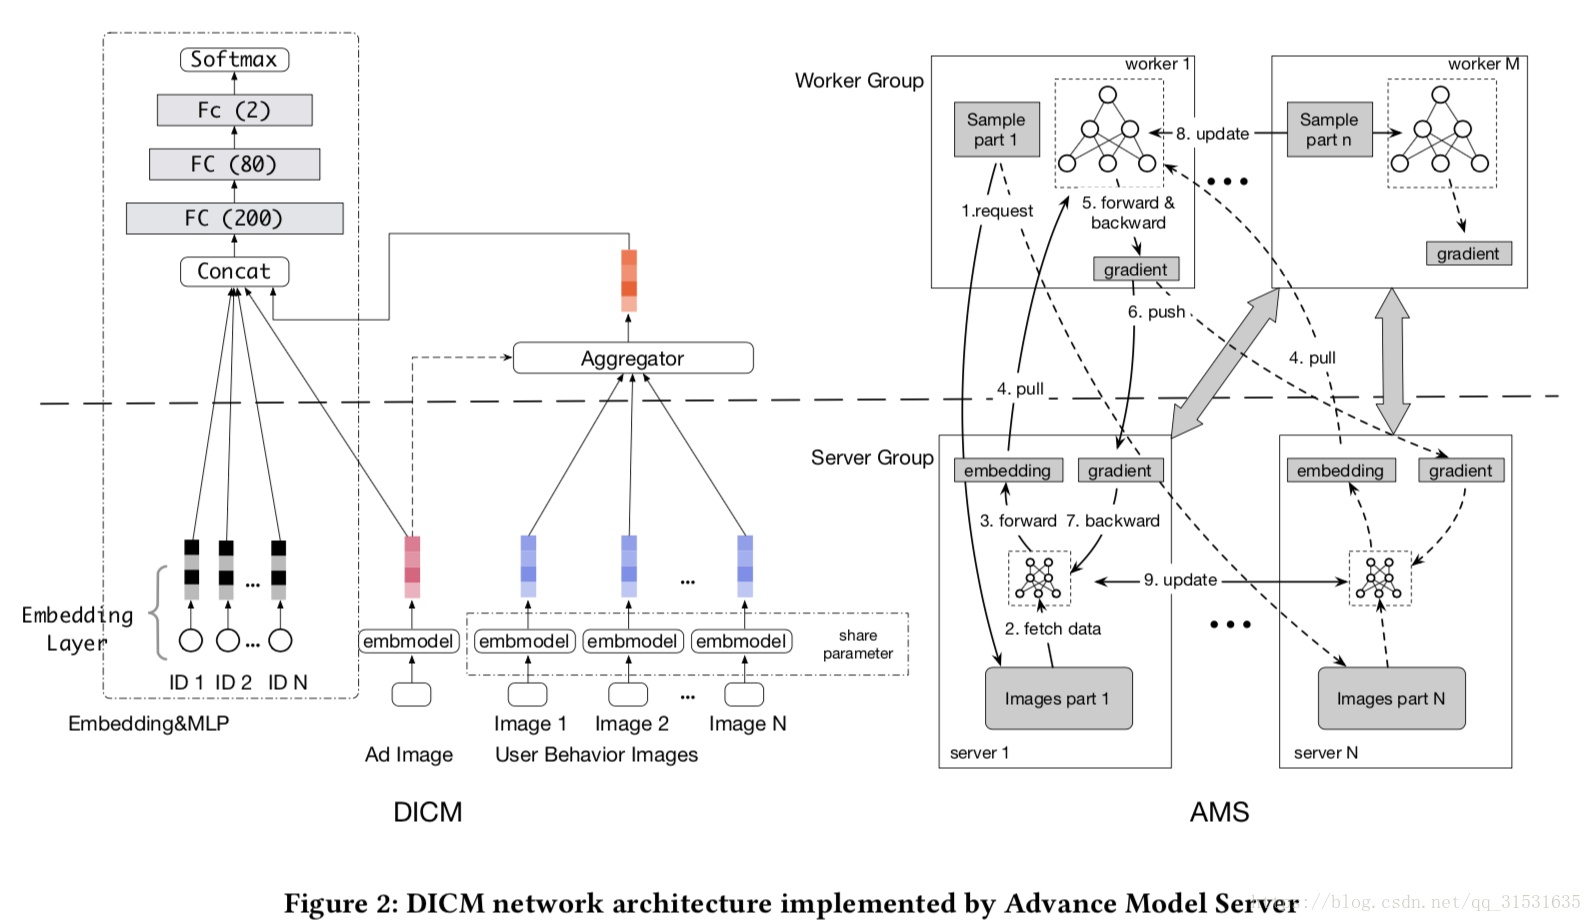 Softmax
Fc (2)
FC (80)
FC (200)
Concat
Aggregator
Embedding
Layer
ID 1 ID 2 ID N
...
Embedding&MLP
embmodel
embmodel
embmodel
embmodel
share
parameter
...
...
Ad Image
Image 1
Image 2
Image N
User Behavior Images
DICM
Worker Group
worker 1
Sample
part 1
1.request
5. forward &
backward
gradient
6. push
8. update
worker M
Sample
part n
gradient
4. pull
4. pull
Server Group
embedding
gradient
3. forward
7. backward
2. fetch data
Images part 1
server 1
9. update
embedding
gradient
Images part N
server N
AMS
Figure 2: DICM network architecture implemented by Advance Model Server
https://blog.csdn.net/qq_31531635